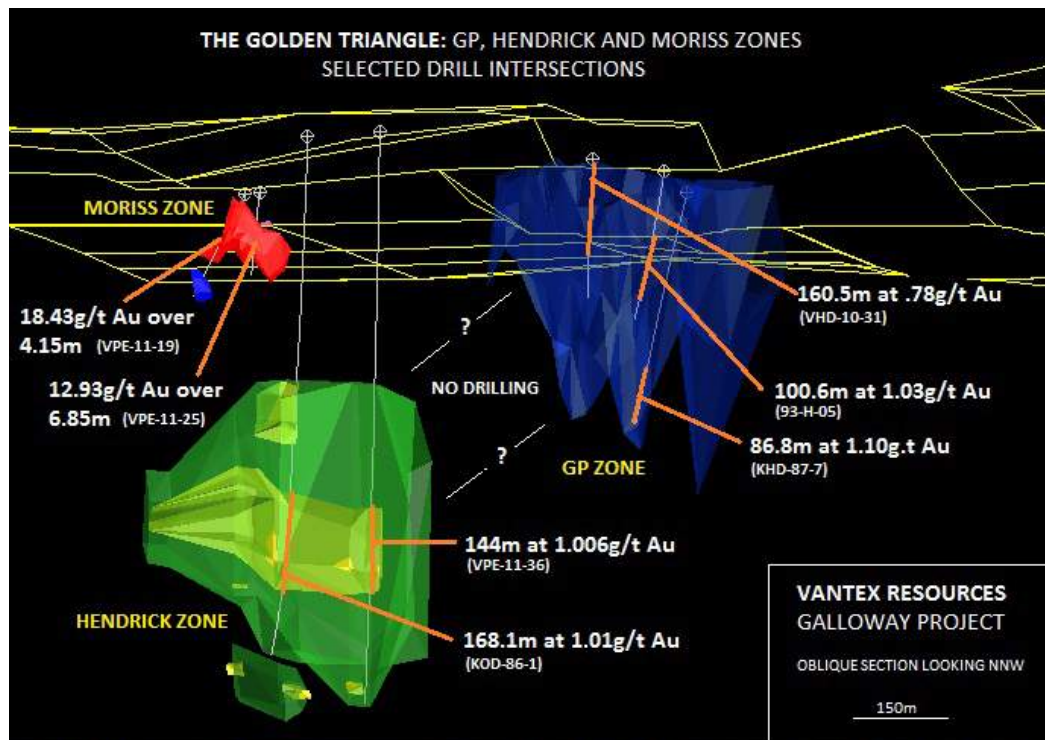 THE GOLDEN TRIANGLE: GP, HENDRICK AND MORISS ZONES
SELECTED DRILL INTERSECTIONS
MORISS ZONE
18.43g/t Au over
4.15m (VPE-11-19)
12.93g/t Au over
6.85m (VPE-11-25)
?
NO DRILLING
?
160.5m at .78g/t Au
(VHD-10-31)
100.6m at 1.03g/t Au
(93-H-05)
86.8m at 1.10g.t Au
(KHD-87-7)
GP ZONE
144m at 1.006g/t Au
(VPE-11-36)
HENDRICK ZONE
168.1m at 1.01g/t Au
(KOD-86-1)
VANTEX RESOURCES
GALLOWAY PROJECT
OBLIQUE SECTION LOOKING NNW
150m